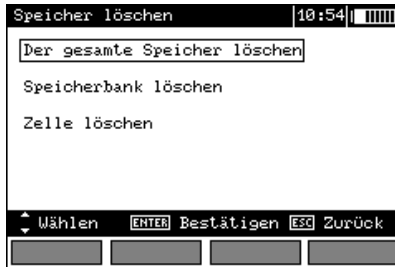 Speicher löschen 10:54
Der gesamte Speicher löschen
Speicherbank löschen
Zelle löschen
Wählen ENTER Bestätigen ESC Zurück